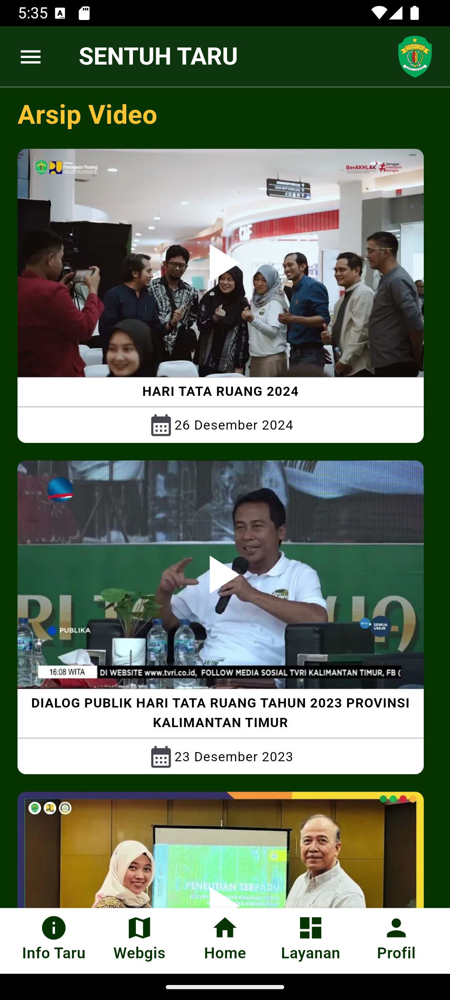 5:35
SENTUH TARU
Arsip Video
Penataan Ruang
BerAKHLAK
bangga
melayani
bangsa
HARI TATA RUANG 2024
26 Desember 2024
PUBLIKA
SEMUA
UMUR
16:08 WITA
DI WEBSITE www.tvri.co.id, FOLLOW MEDIA SOSIAL TVRI KALIMANTAN TIMUR, FB (
DIALOG PUBLIK HARI TATA RUANG TAHUN 2023 PROVINSI
KALIMANTAN TIMUR
23 Desember 2023
PENELITIAN TERPADU
Info Taru
Webgis
Home
Layanan
Profil